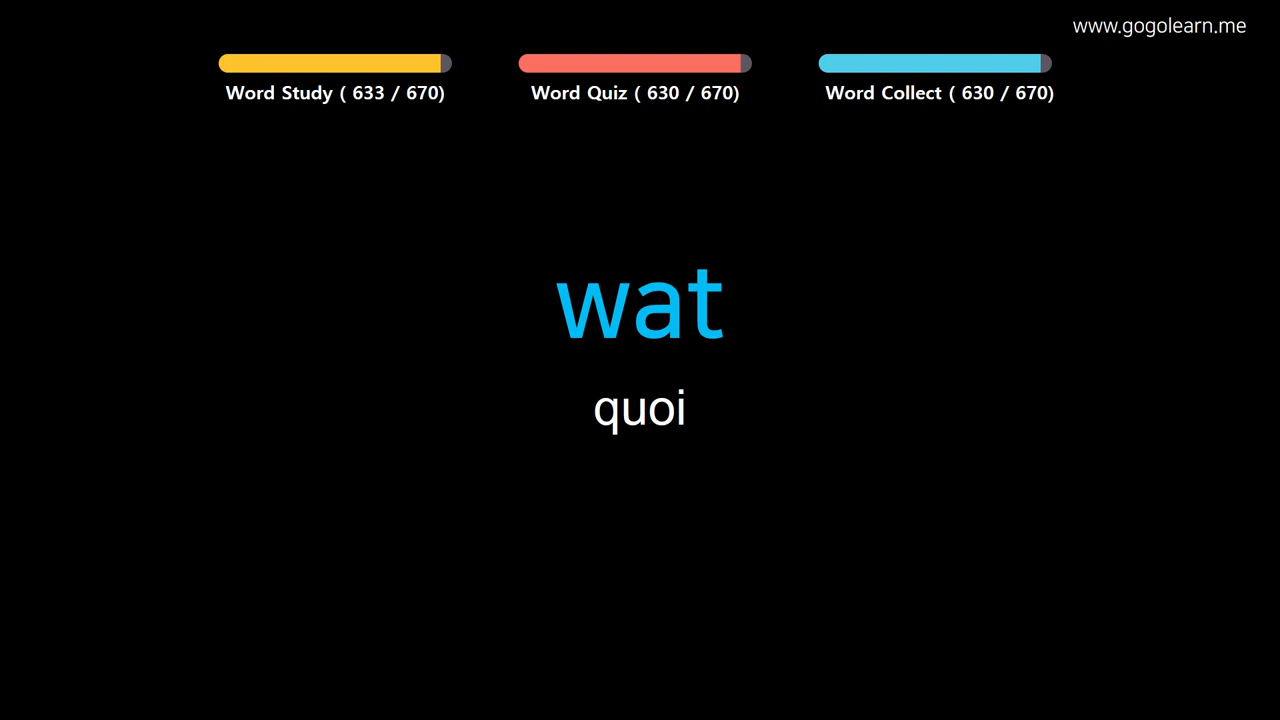 www.gogolearn.me
Word Study ( 633 / 670)
Word Quiz ( 630 / 670)
Word Collect ( 630 / 670)
wat
quoi